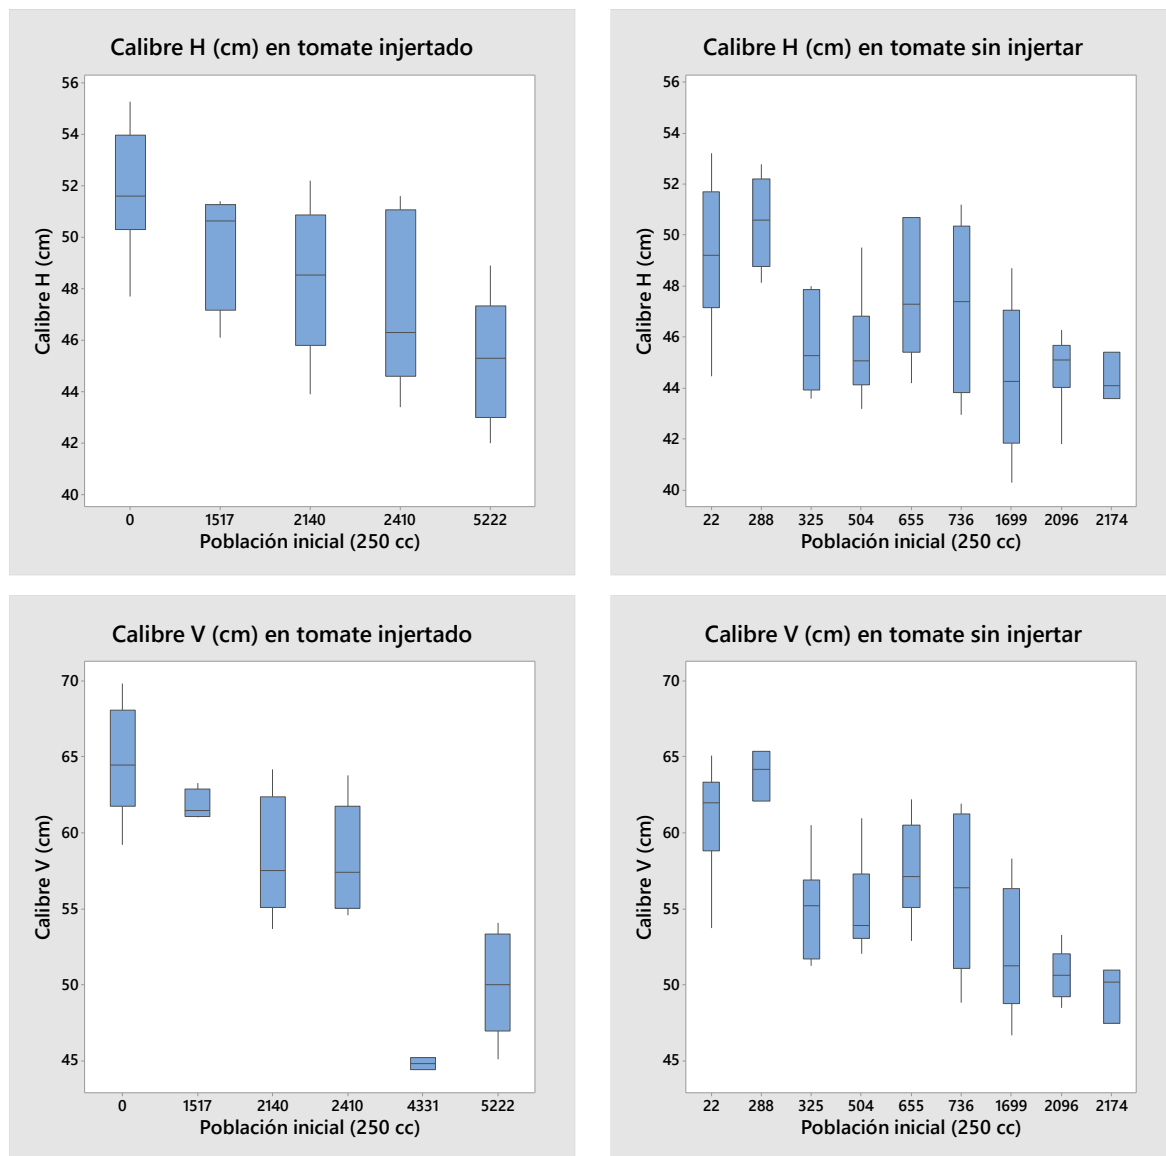 Calibre H (cm) en tomate injertado
Calibre H (cm)
56
54
52
50
48
46
44
42
40
0 1517 2140 2410 5222
Población inicial (250 cc)
Calibre H (cm) en tomate sin injertar
Calibre H (cm)
56
54
52
50
48
46
44
42
40
22 288 325 504 655 736 1699 2096 2174
Población inicial (250 cc)
Calibre V (cm) en tomate injertado
Calibre V (cm)
70
65
60
55
50
45
0 1517 2140 2410 4331 5222
Población inicial (250 cc)
Calibre V (cm) en tomate sin injertar
Calibre V (cm)
70
65
60
55
50
45
22 288 325 504 655 736 1699 2096 2174
Población inicial (250 cc)